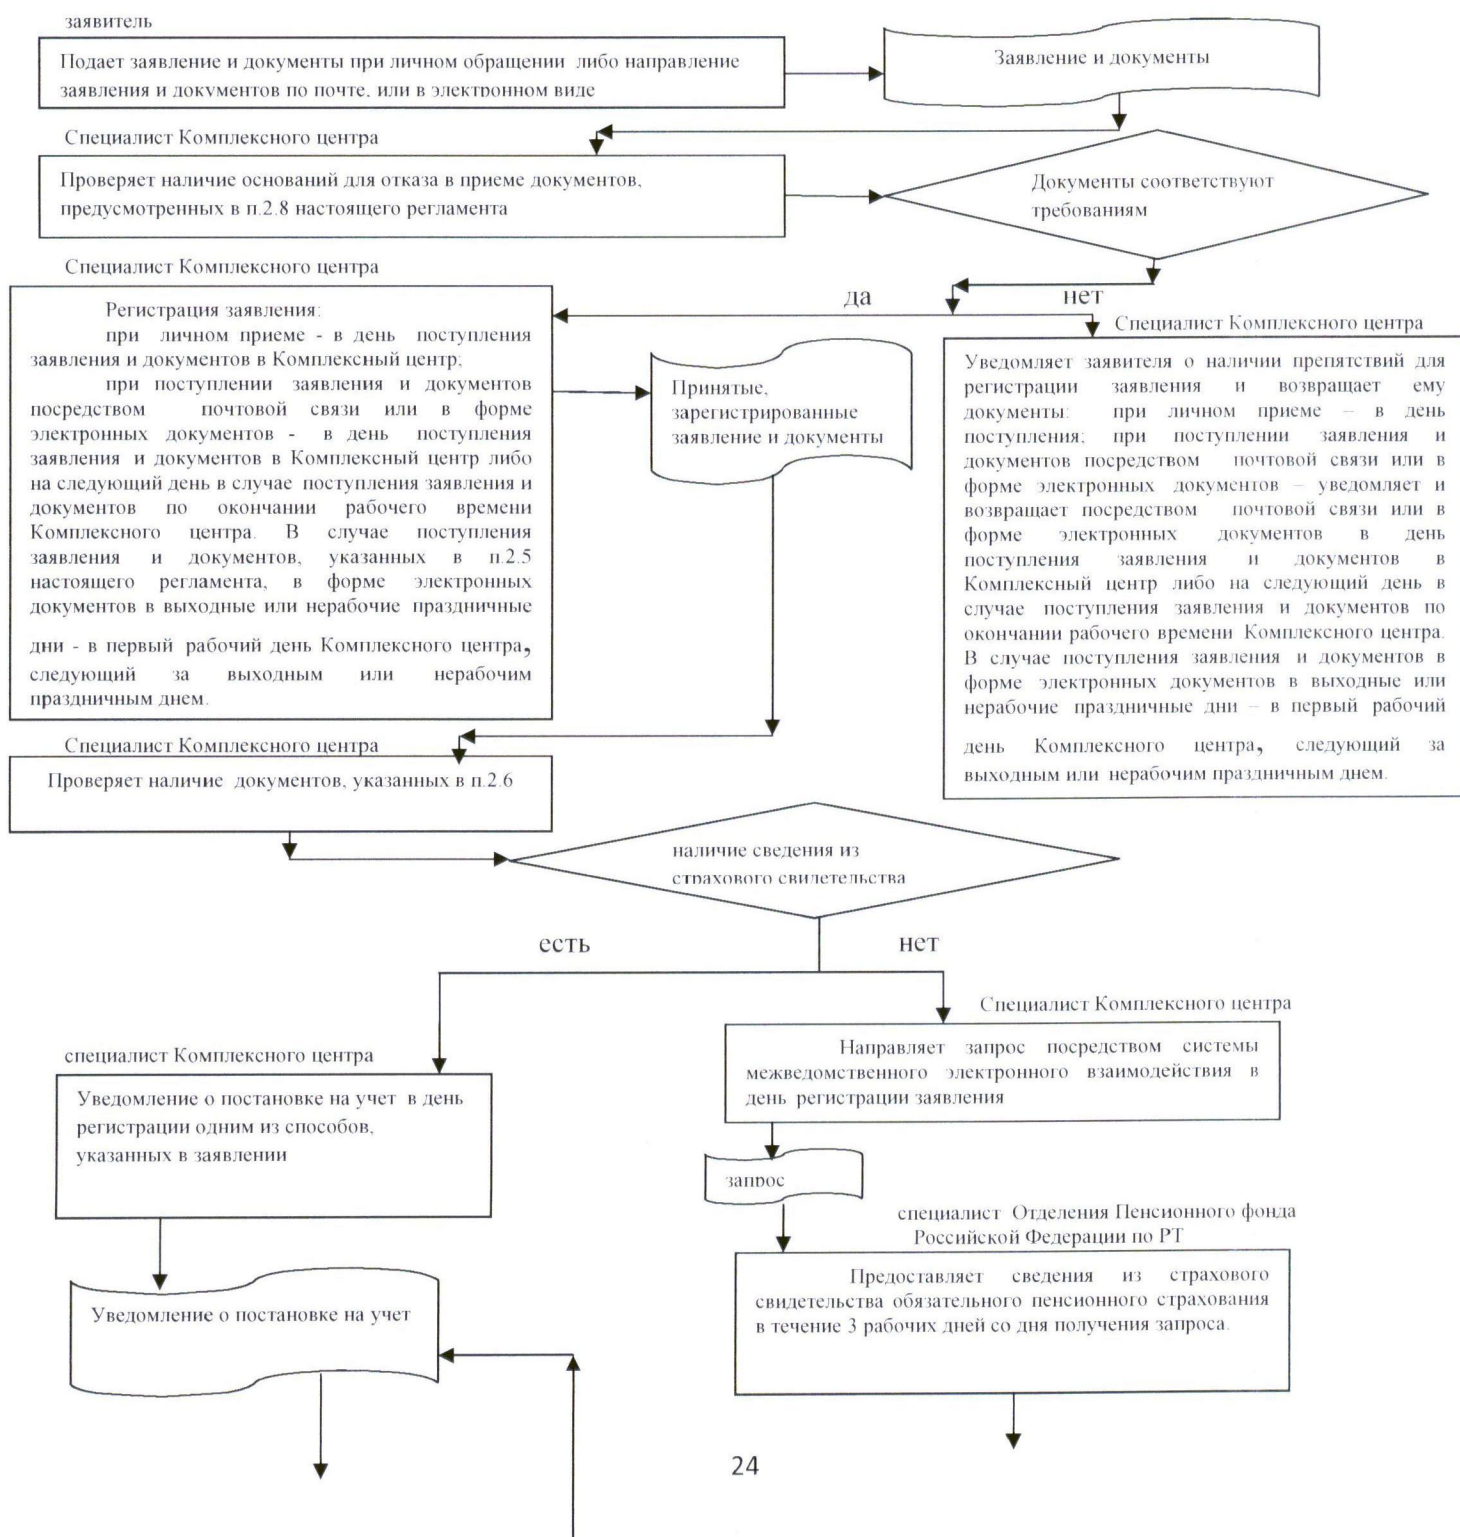 заявитель
Подает заявление и документы при личном обращении либо направление
заявления и документов по почте, или в электронном виде
Заявление и документы
Специалист Комплексного центра
Проверяет наличие оснований для отказа в приеме документов,
предусмотренных в п.2.8 настоящего регламента
Документы соответствуют
требованиям
Специалист Комплексного центра
да
нет
Регистрация заявления:
при личном приеме - в день поступления
заявления и документов в Комплексный центр;
при поступлении заявления и документов
посредством почтовой связи или в форме
электронных документов - в день поступления
заявления и документов в Комплексный центр либо
на следующий день в случае поступления заявления и
документов по окончании рабочего времени
Комплексного центра. В случае поступления
заявления и документов, указанных в п.2.5
настоящего регламента, в форме электронных
документов в выходные или нерабочие праздничные
дни - в первый рабочий день Комплексного центра,
следующий за выходным или нерабочим
праздничным днем.
Принятые,
зарегистрированные
заявление и документы
Специалист Комплексного центра
Уведомляет заявителя о наличии препятствий для
регистрации заявления и возвращает ему
документы: при личном приеме – в день
поступления; при поступлении заявления и
документов посредством почтовой связи или в
форме электронных документов – уведомляет и
возвращает посредством почтовой связи или в
форме электронных документов в день
поступления заявления и документов в
Комплексный центр либо на следующий день в
случае поступления заявления и документов по
окончании рабочего времени Комплексного центра.
В случае поступления заявления и документов в
форме электронных документов в выходные или
нерабочие праздничные дни – в первый рабочий
день Комплексного центра, следующий за
выходным или нерабочим праздничным днем.
Специалист Комплексного центра
Проверяет наличие документов, указанных в п.2.6
наличие сведения из
страхового свидетельства
есть
нет
Специалист Комплексного центра
Направляет запрос посредством системы
межведомственного электронного взаимодействия в
день регистрации заявления
специалист Комплексного центра
Уведомление о постановке на учет в день
регистрации одним из способов,
указанных в заявлении
запрос
специалист Отделения Пенсионного фонда
Российской Федерации по РТ
Предоставляет сведения из страхового
свидетельства обязательного пенсионного страхования
в течение 3 рабочих дней со дня получения запроса.
Уведомление о постановке на учет
24